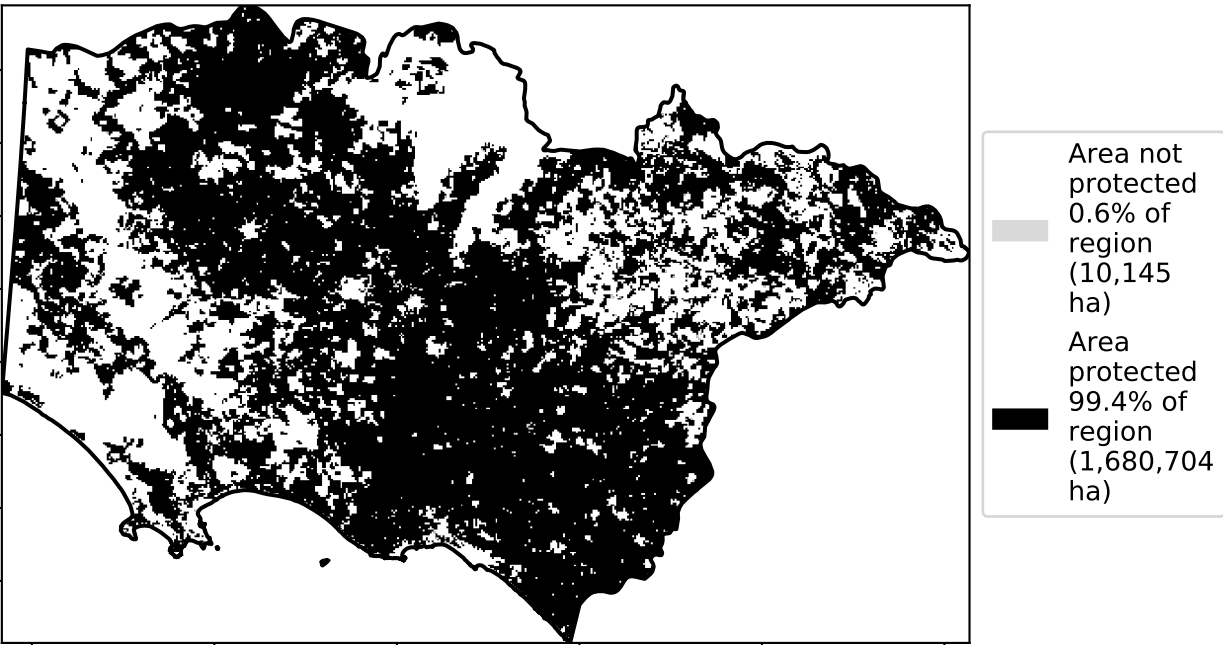 Area not
protected
0.6% of
region
(10,145
ha)
Area
protected
99.4% of
region
(1,680,704
ha)